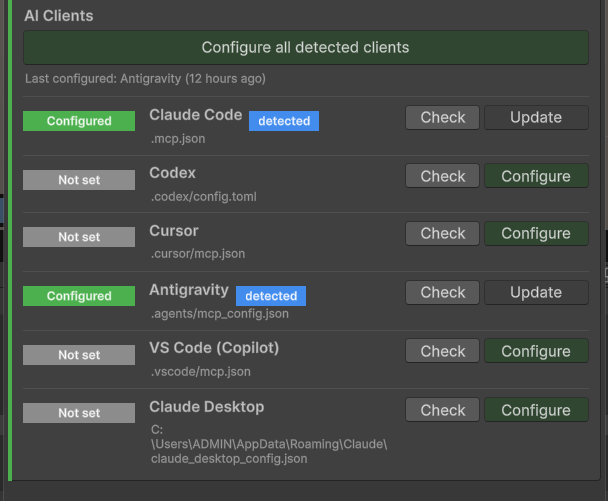 AI Clients
Configure all detected clients
Last configured: Antigravity (12 hours ago)
Configured Claude Code detected Check Update
.mcp.json
Not set Codex Check Configure
.codex/config.toml
Not set Cursor Check Configure
.cursor/mcp.json
Configured Antigravity detected Check Update
.agents/mcp_config.json
Not set VS Code (Copilot) Check Configure
.vscode/mcp.json
Not set Claude Desktop Check Configure
C:
\Users\ADMIN\AppData\Roaming\Claude\
claude_desktop_config.json